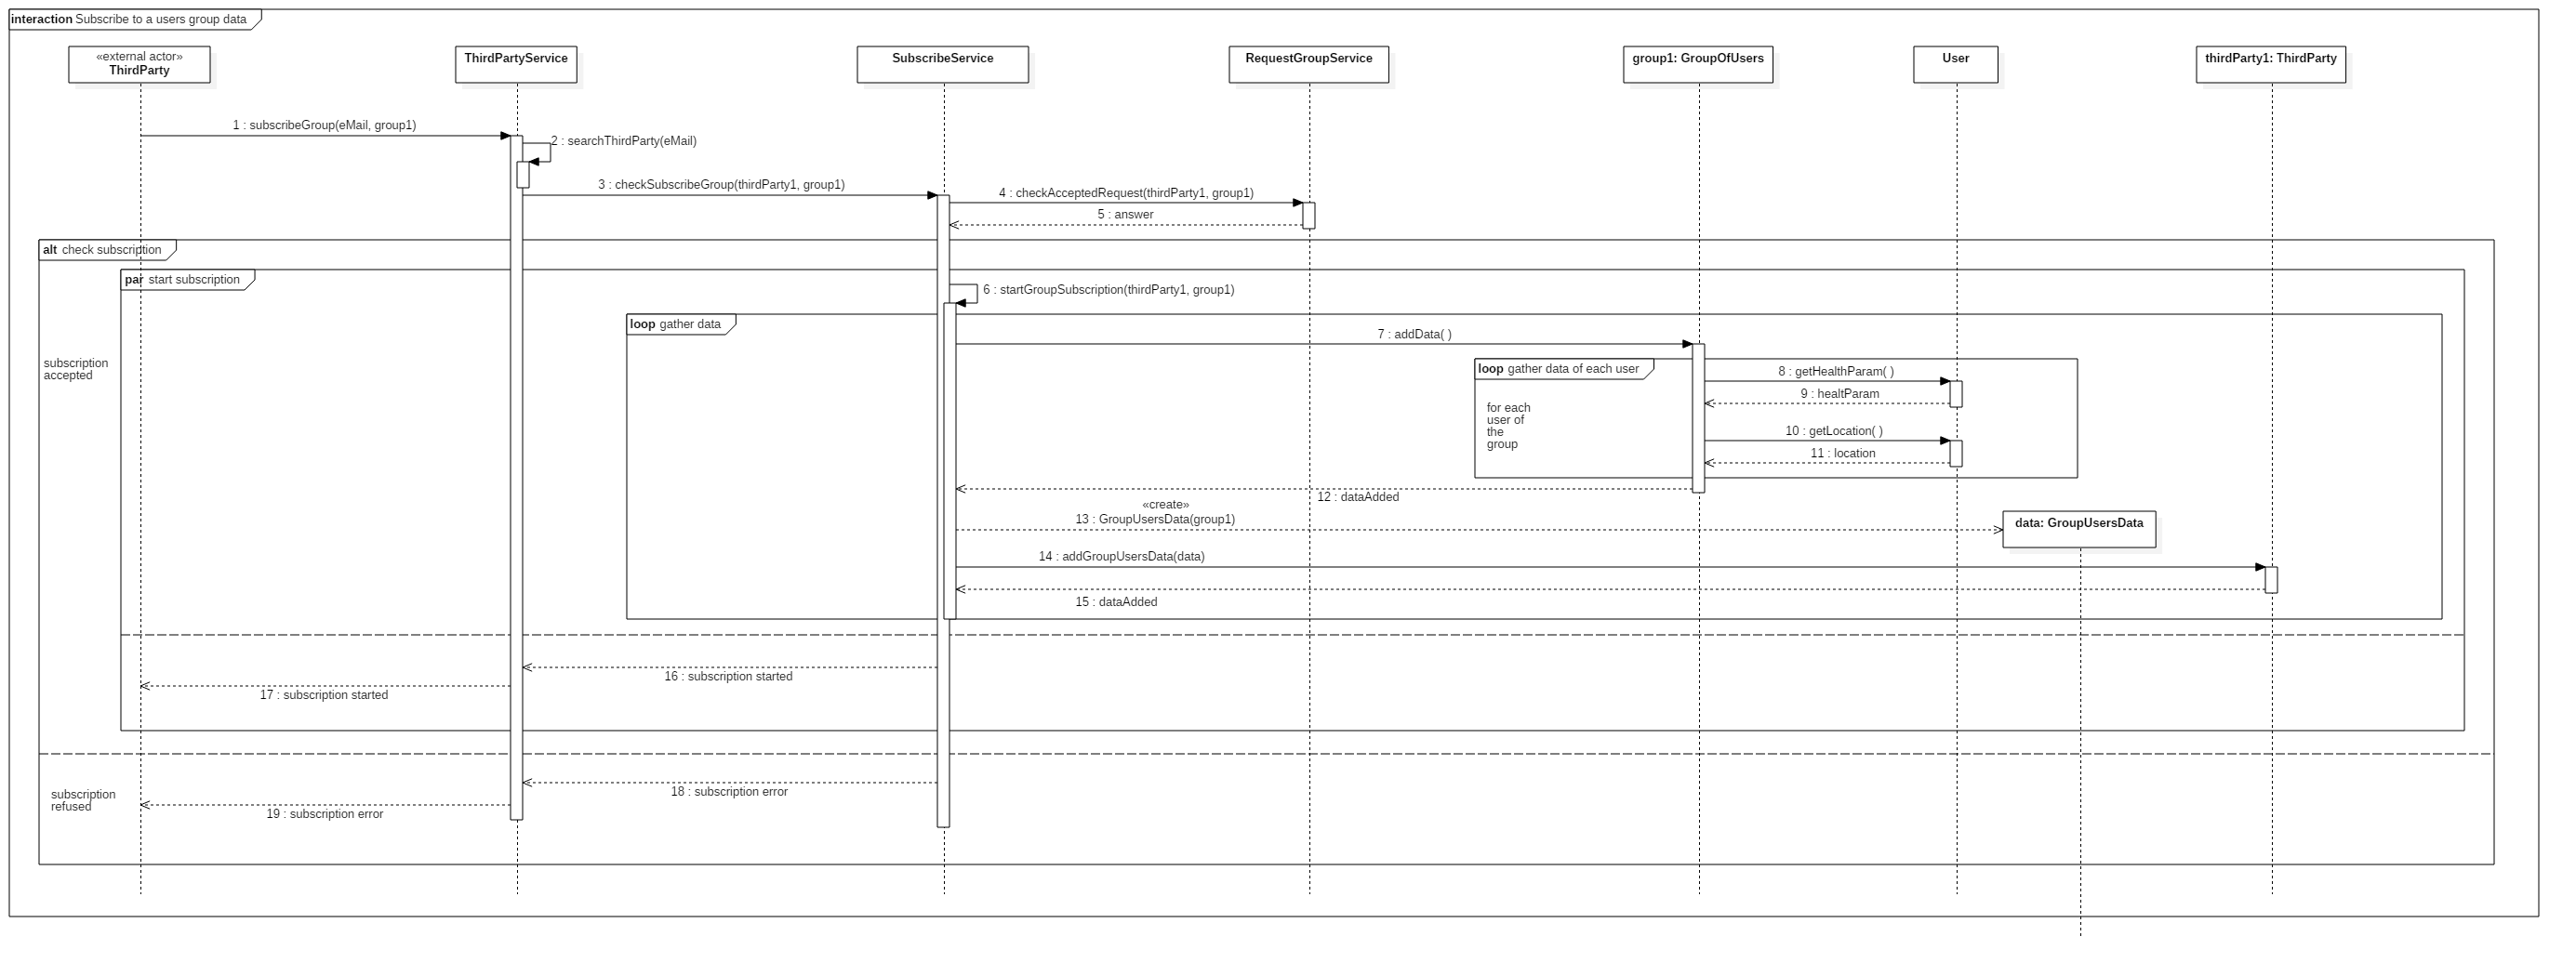 interaction Subscribe to a users group data
«external actor»
ThirdParty
ThirdPartyService
SubscribeService
RequestGroupService
group1: GroupOfUsers
User
thirdParty1: ThirdParty
1 : subscribeGroup(eMail, group1)
2 : searchThirdParty(eMail)
3 : checkSubscribeGroup(thirdParty1, group1)
4 : checkAcceptedRequest(thirdParty1, group1)
5 : answer
alt check subscription
par start subscription
6 : startGroupSubscription(thirdParty1, group1)
loop gather data
7 : addData( )
subscription
accepted
loop gather data of each user
8 : getHealthParam( )
9 : healtParam
for each
user of
the
group
10 : getLocation( )
11 : location
12 : dataAdded
«create»
13 : GroupUsersData(group1)
data: GroupUsersData
14 : addGroupUsersData(data)
15 : dataAdded
16 : subscription started
17 : subscription started
18 : subscription error
subscription
refused
19 : subscription error